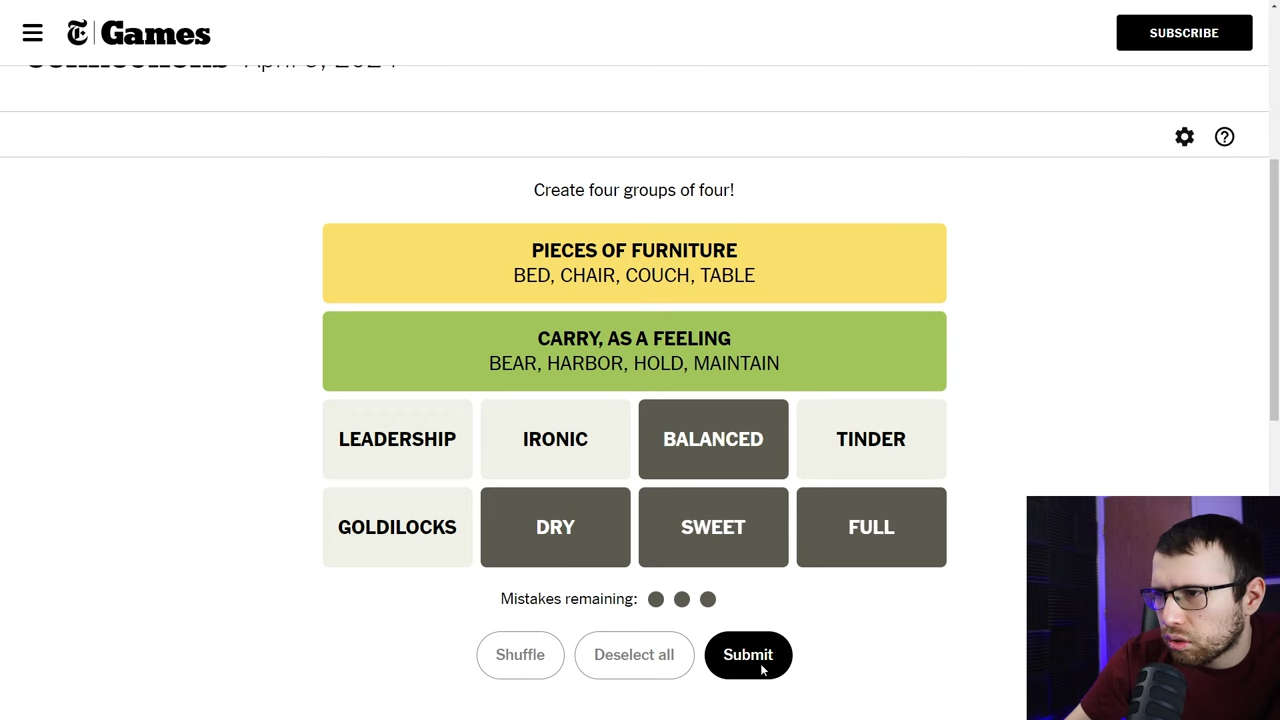 Games
SUBSCRIBE
Create four groups of four!
PIECES OF FURNITURE
BED, CHAIR, COUCH, TABLE
CARRY, AS A FEELING
BEAR, HARBOR, HOLD, MAINTAIN
LEADERSHIP IRONIC BALANCED TINDER
GOLDILOCKS DRY SWEET FULL
Mistakes remaining:
Shuffle Deselect all Submit